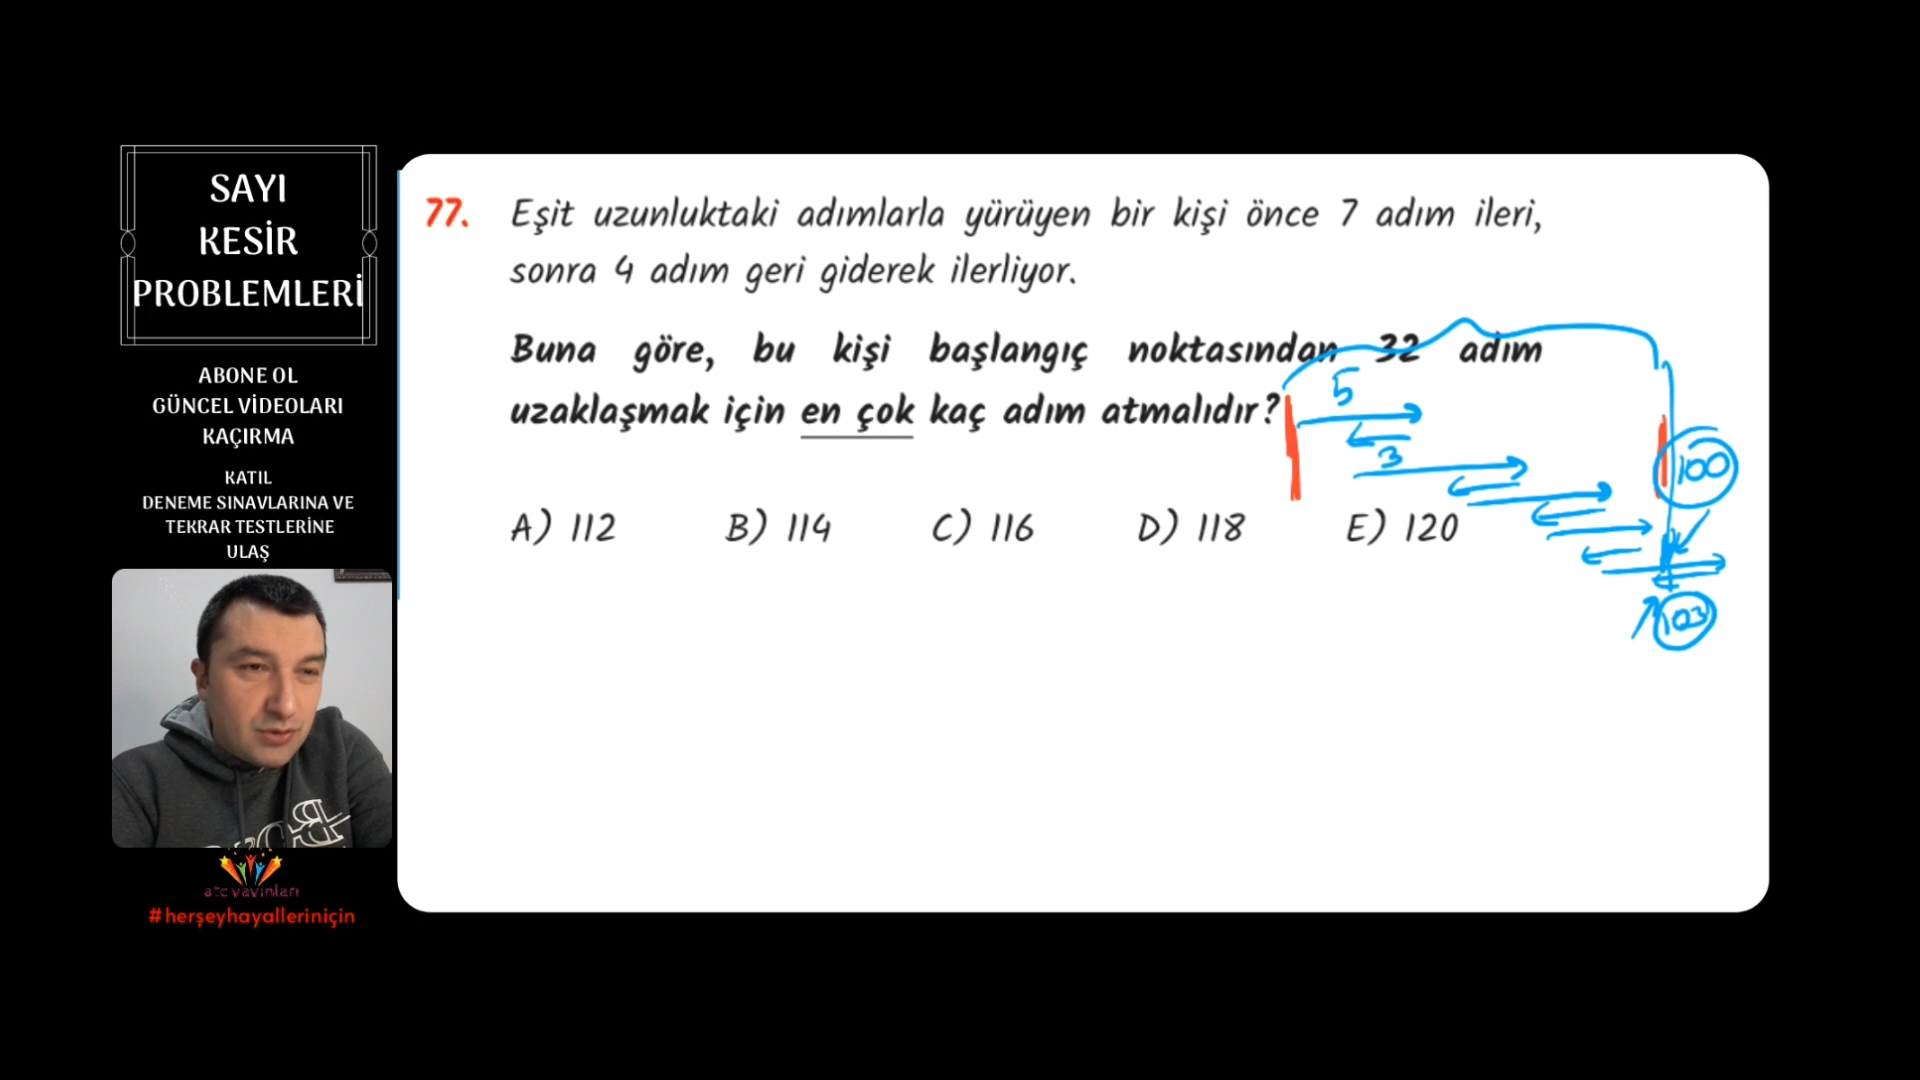 SAYI
KESİR
PROBLEMLERİ
ABONE OL
GÜNCEL VİDEOLARI
KAÇIRMA
KATIL
DENEME SINAVLARINA VE
TEKRAR TESTLERİNE
ULAŞ
atc yayınları
#herşeyhayalleriniçin
77. Eşit uzunluktaki adımlarla yürüyen bir kişi önce 7 adım ileri,
sonra 4 adım geri giderek ilerliyor.
Buna göre, bu kişi başlangıç noktasından 32 adım
uzaklaşmak için en çok kaç adım atmalıdır?
5
3
100
103
A) 112 B) 114 C) 116 D) 118 E) 120